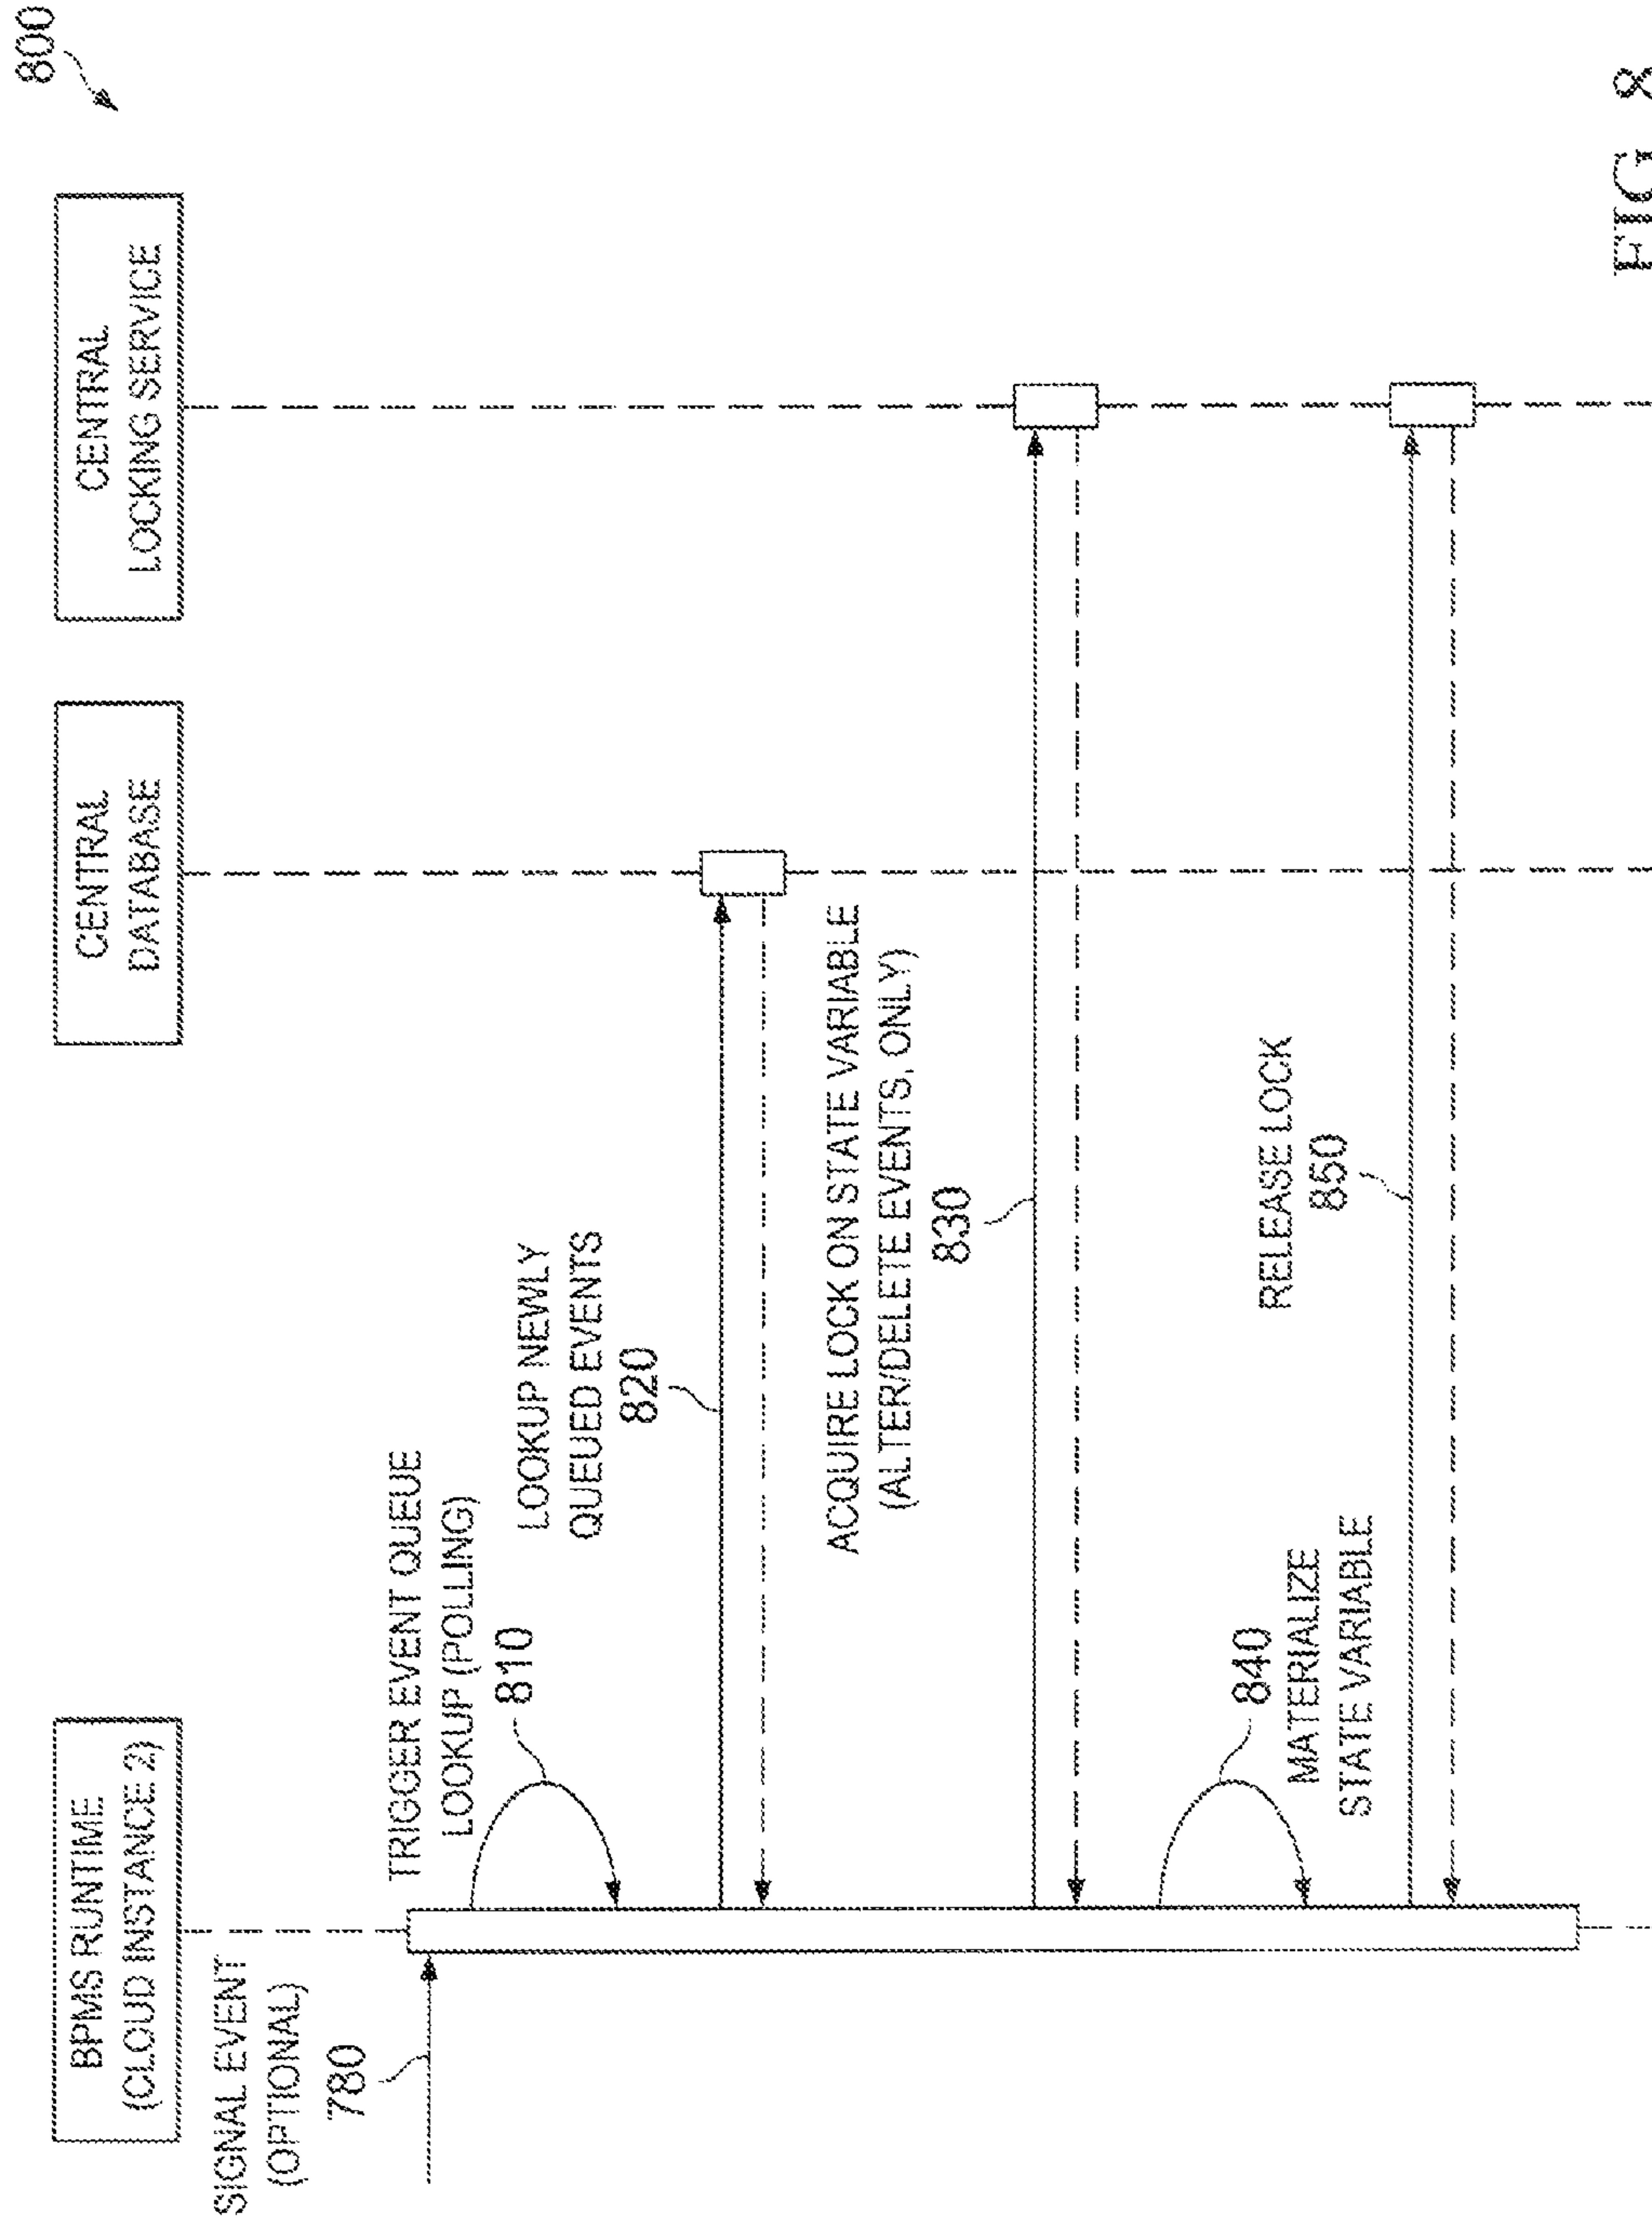 800
BPMS RUNTIME
(CLOUD INSTANCE 2)
CENTRAL
DATABASE
CENTRAL
LOCKING SERVICE
SIGNAL EVENT
(OPTIONAL)
780
TRIGGER EVENT QUEUE
LOOKUP (POLLING)
810
LOOKUP NEWLY
QUEUED EVENTS
820
ACQUIRE LOCK ON STATE VARIABLE
(ALTER/DELETE EVENTS, ONLY)
830
840
MATERIALIZE
STATE VARIABLE
RELEASE LOCK
850
FIG 8